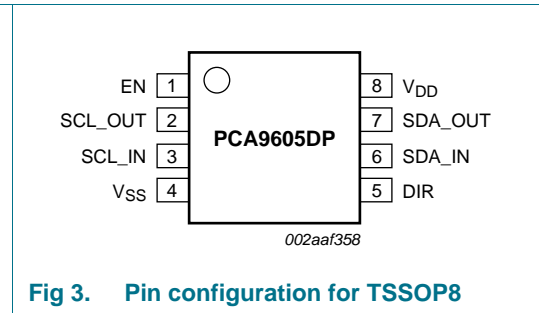 EN 1 8 VDD
SCL_OUT 2 7 SDA_OUT
PCA9605DP
SCL_IN 3 6 SDA_IN
VSS 4 5 DIR
002aaf358
Fig 3. Pin configuration for TSSOP8